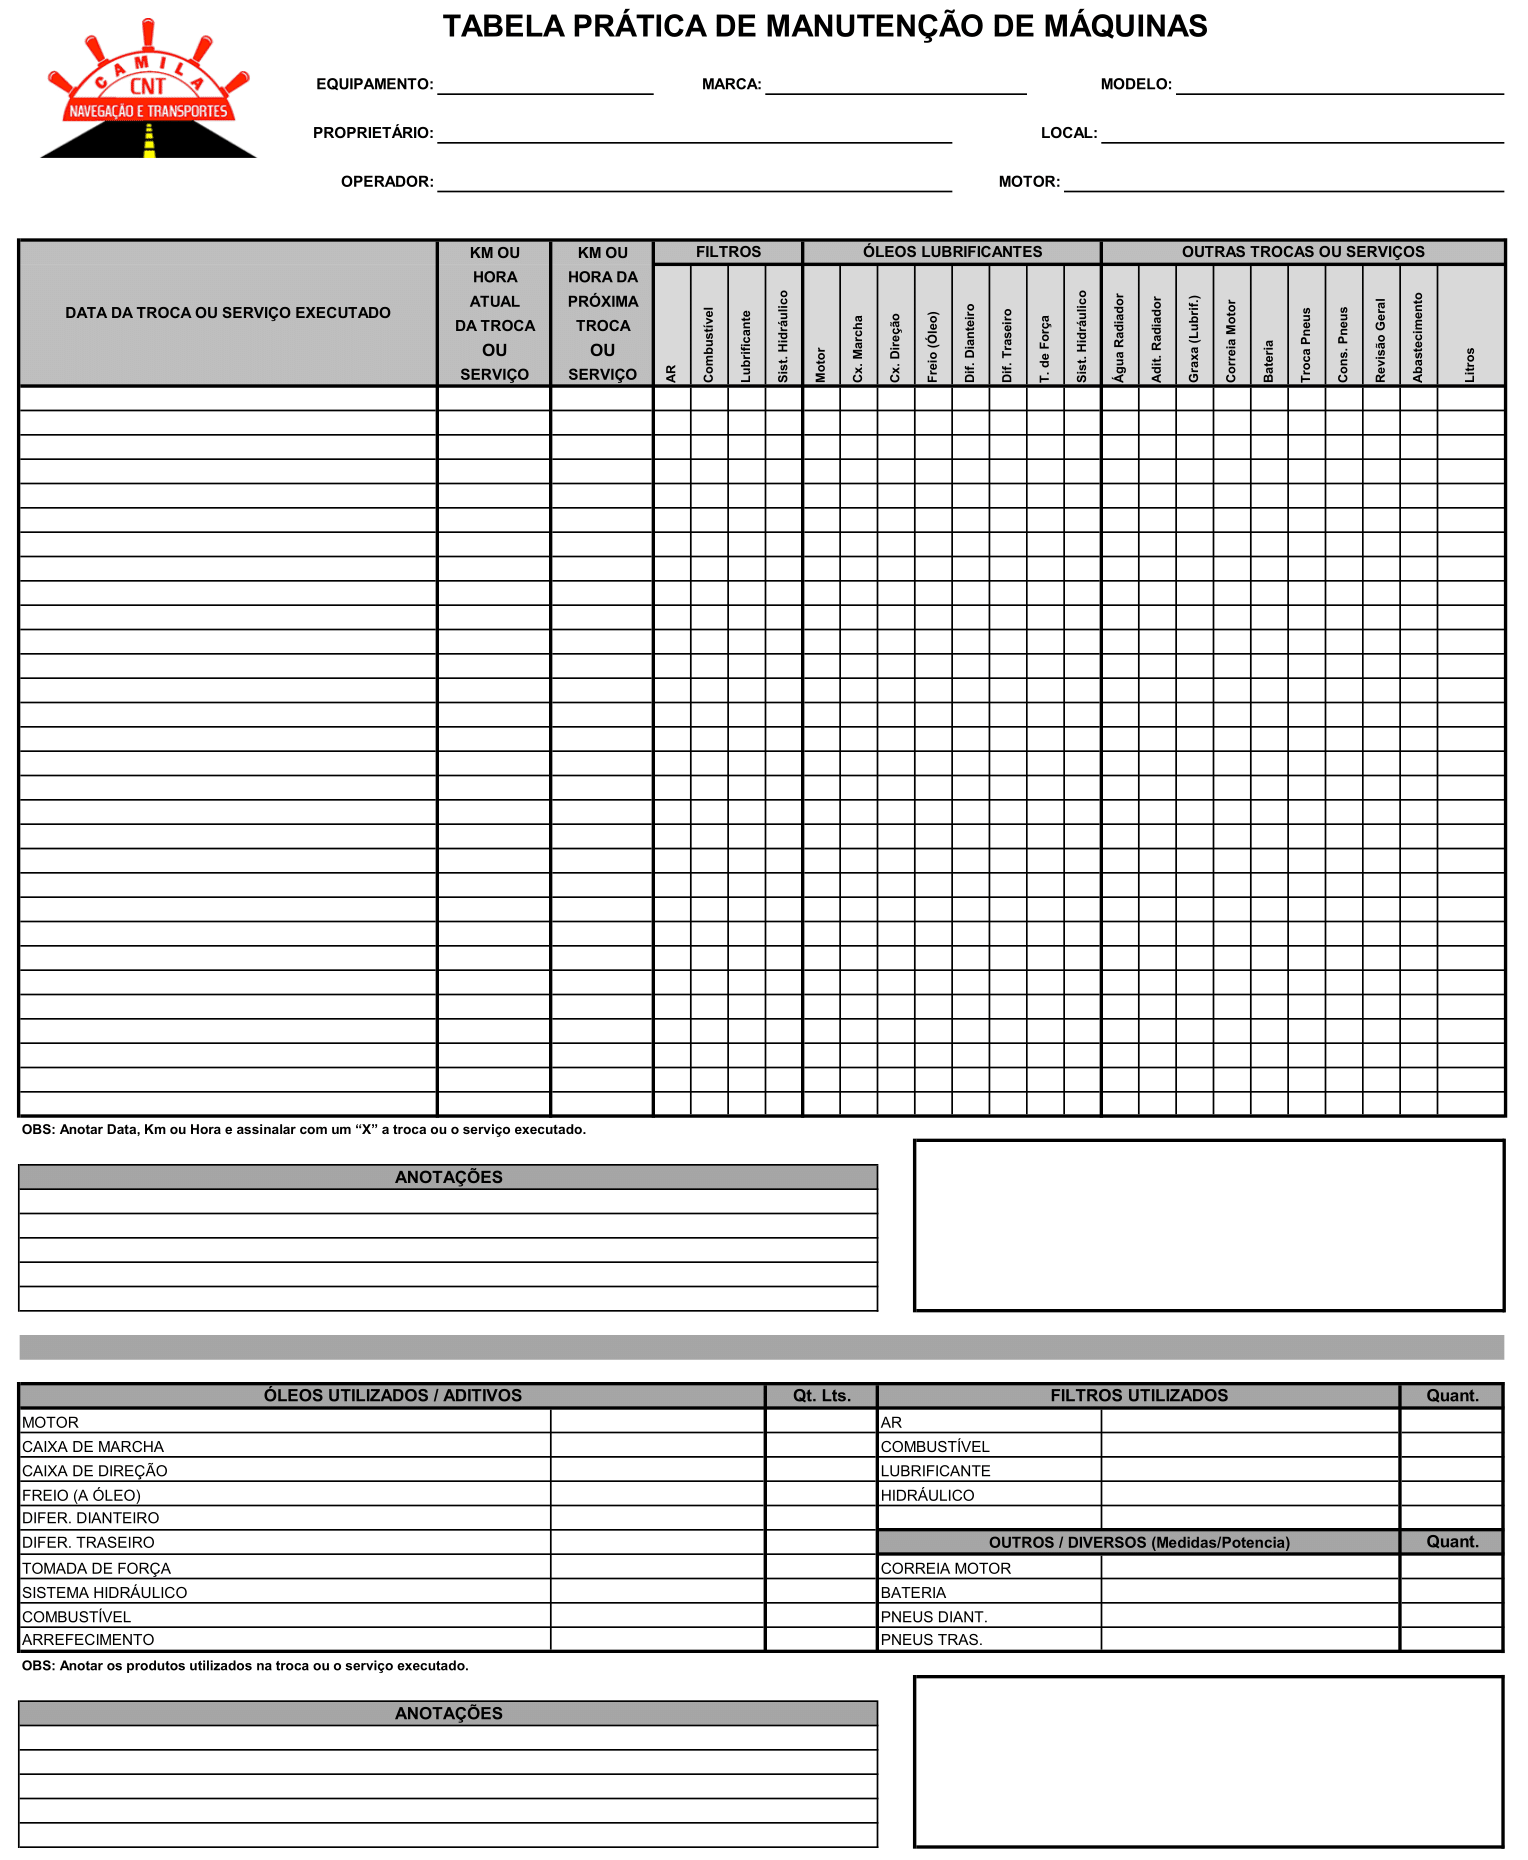 TABELA PRÁTICA DE MANUTENÇÃO DE MÁQUINAS
CAMILA
CNT
NAVEGAÇÃO E TRANSPORTES
EQUIPAMENTO: MARCA: MODELO:
PROPRIETÁRIO: LOCAL:
OPERADOR: MOTOR:
DATA DA TROCA OU SERVIÇO EXECUTADO
KM OU
HORA
ATUAL
DA TROCA
OU
SERVIÇO
KM OU
HORA DA
PRÓXIMA
TROCA
OU
SERVIÇO
FILTROS
AR
Combustível
Lubrificante
Sist. Hidráulico
ÓLEOS LUBRIFICANTES
Motor
Cx. Marcha
Cx. Direção
Freio (Óleo)
Dif. Dianteiro
Dif. Traseiro
T. de Força
Sist. Hidráulico
OUTRAS TROCAS OU SERVIÇOS
Água Radiador
Adit. Radiador
Graxa (Lubrif.)
Correia Motor
Bateria
Troca Pneus
Cons. Pneus
Revisão Geral
Abastecimento
Litros
OBS: Anotar Data, Km ou Hora e assinalar com um “X” a troca ou o serviço executado.
ANOTAÇÕES
ÓLEOS UTILIZADOS / ADITIVOS Qt. Lts.
MOTOR
CAIXA DE MARCHA
CAIXA DE DIREÇÃO
FREIO (A ÓLEO)
DIFER. DIANTEIRO
DIFER. TRASEIRO
TOMADA DE FORÇA
SISTEMA HIDRÁULICO
COMBUSTÍVEL
ARREFECIMENTO
FILTROS UTILIZADOS Quant.
AR
COMBUSTÍVEL
LUBRIFICANTE
HIDRÁULICO
OUTROS / DIVERSOS (Medidas/Potencia) Quant.
CORREIA MOTOR
BATERIA
PNEUS DIANT.
PNEUS TRAS.
OBS: Anotar os produtos utilizados na troca ou o serviço executado.
ANOTAÇÕES